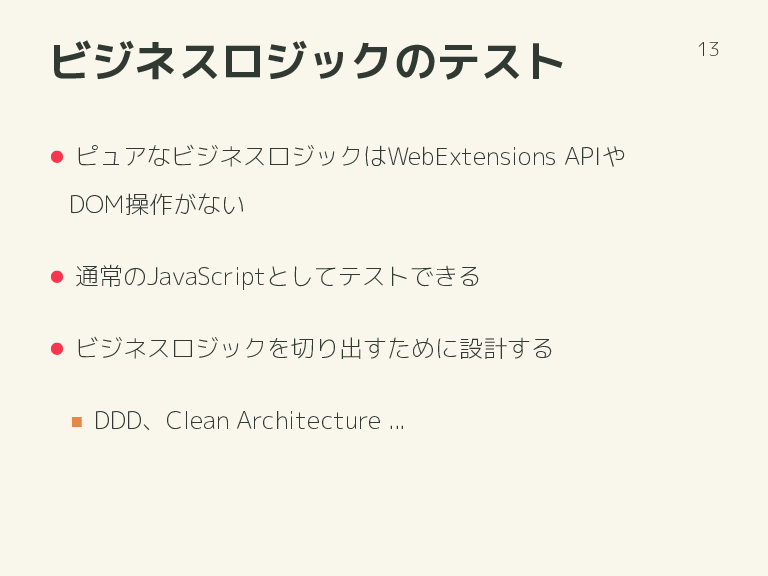 ビジネスロジックのテスト
13
ピュアなビジネスロジックはWebExtensions APIや
DOM操作がない
通常のJavaScriptとしてテストできる
ビジネスロジックを切り出すために設計する
DDD、Clean Architecture ...